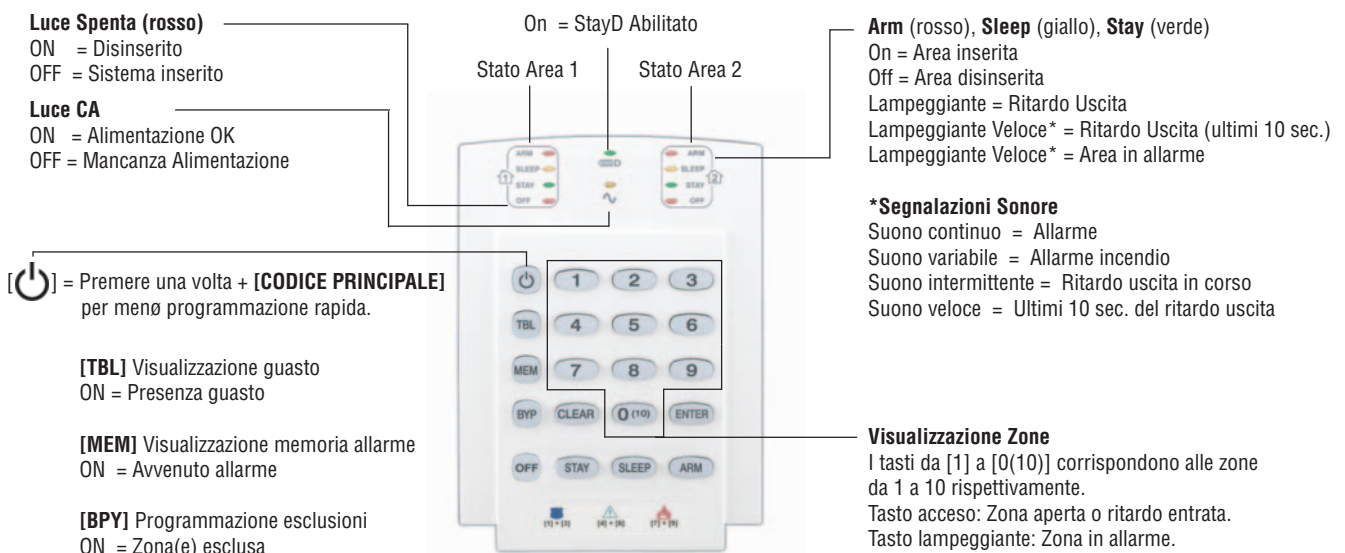 Luce Spenta (rosso)
ON = Disinserito
OFF = Sistema inserito
Luce CA
ON = Alimentazione OK
OFF = Mancanza Alimentazione
On = StayD Abilitato
Stato Area 1
Stato Area 2
Arm (rosso), Sleep (giallo), Stay (verde)
On = Area inserita
Off = Area disinserita
Lampeggiante = Ritardo Uscita
Lampeggiante Veloce* = Ritardo Uscita (ultimi 10 sec.)
Lampeggiante Veloce* = Area in allarme
*Segnalazioni Sonore
Suono continuo = Allarme
Suono variabile = Allarme incendio
Suono intermittente = Ritardo uscita in corso
Suono veloce = Ultimi 10 sec. del ritardo uscita
[ ] = Premere una volta + [CODICE PRINCIPALE]
per menø programmazione rapida.
[TBL] Visualizzazione guasto
ON = Presenza guasto
[MEM] Visualizzazione memoria allarme
ON = Avvenuto allarme
[BPY] Programmazione esclusioni
ON = Zona(e) esclusa
ARM
SLEEP
1
STAY
OFF
D
ARM
SLEEP
2
STAY
OFF
1 2 3
TBL 4 5 6
MEM 7 8 9
BYP CLEAR 0 (10) ENTER
OFF STAY SLEEP ARM
[1] + [3] [4] + [6] [7] + [9]
Visualizzazione Zone
I tasti da [1] a [0(10)] corrispondono alle zone
da 1 a 10 rispettivamente.
Tasto acceso: Zona aperta o ritardo entrata.
Tasto lampeggiante: Zona in allarme.